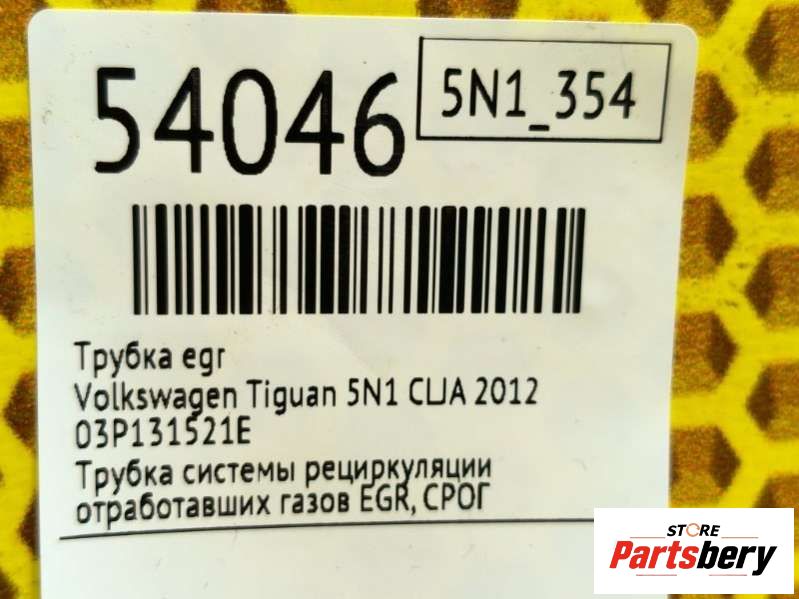 54046
5N1_354
Трубка egr
Volkswagen Tiguan 5N1 CLJA 2012
03P131521E
Трубка системы рециркуляции
отработавших газов EGR, СРОГ
STORE
Partsbery